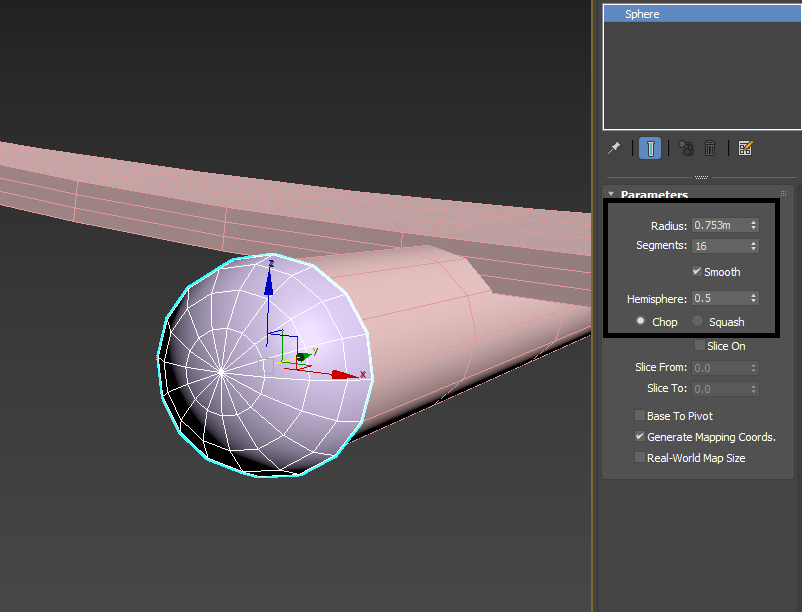 Sphere
Parameters
Radius: 0.753m
Segments: 16
Smooth
Hemisphere: 0.5
Chop Squash
Slice On
Slice From: 0.0
Slice To: 0.0
Base To Pivot
Generate Mapping Coords.
Real-World Map Size
z
y
x